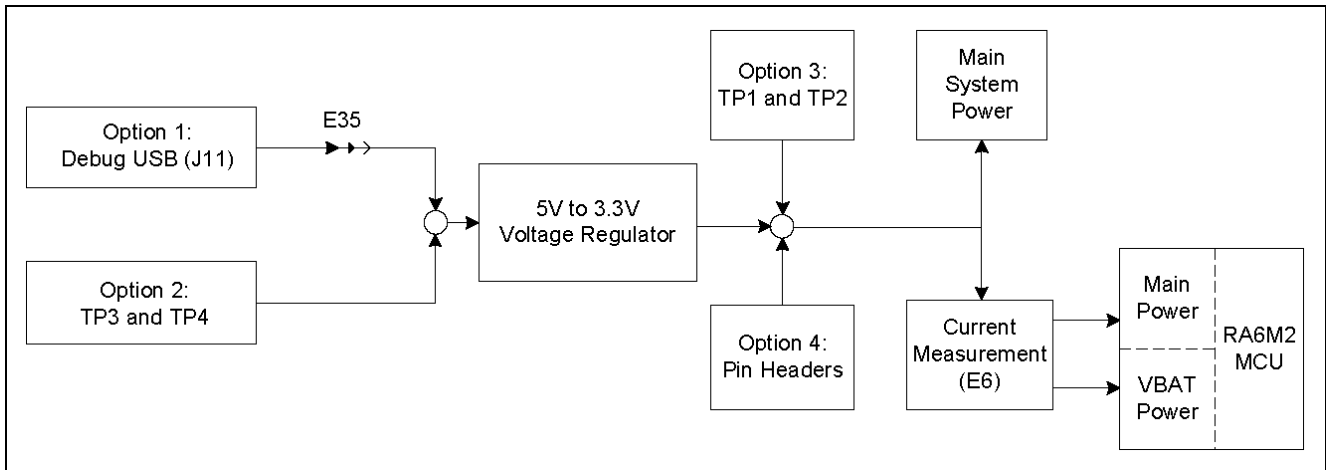 Option 1:
Debug USB (J11)
E35
Option 2:
TP3 and TP4
5V to 3.3V
Voltage Regulator
Option 3:
TP1 and TP2
Option 4:
Pin Headers
Main
System
Power
Current
Measurement
(E6)
Main
Power
VBAT
Power
RA6M2
MCU